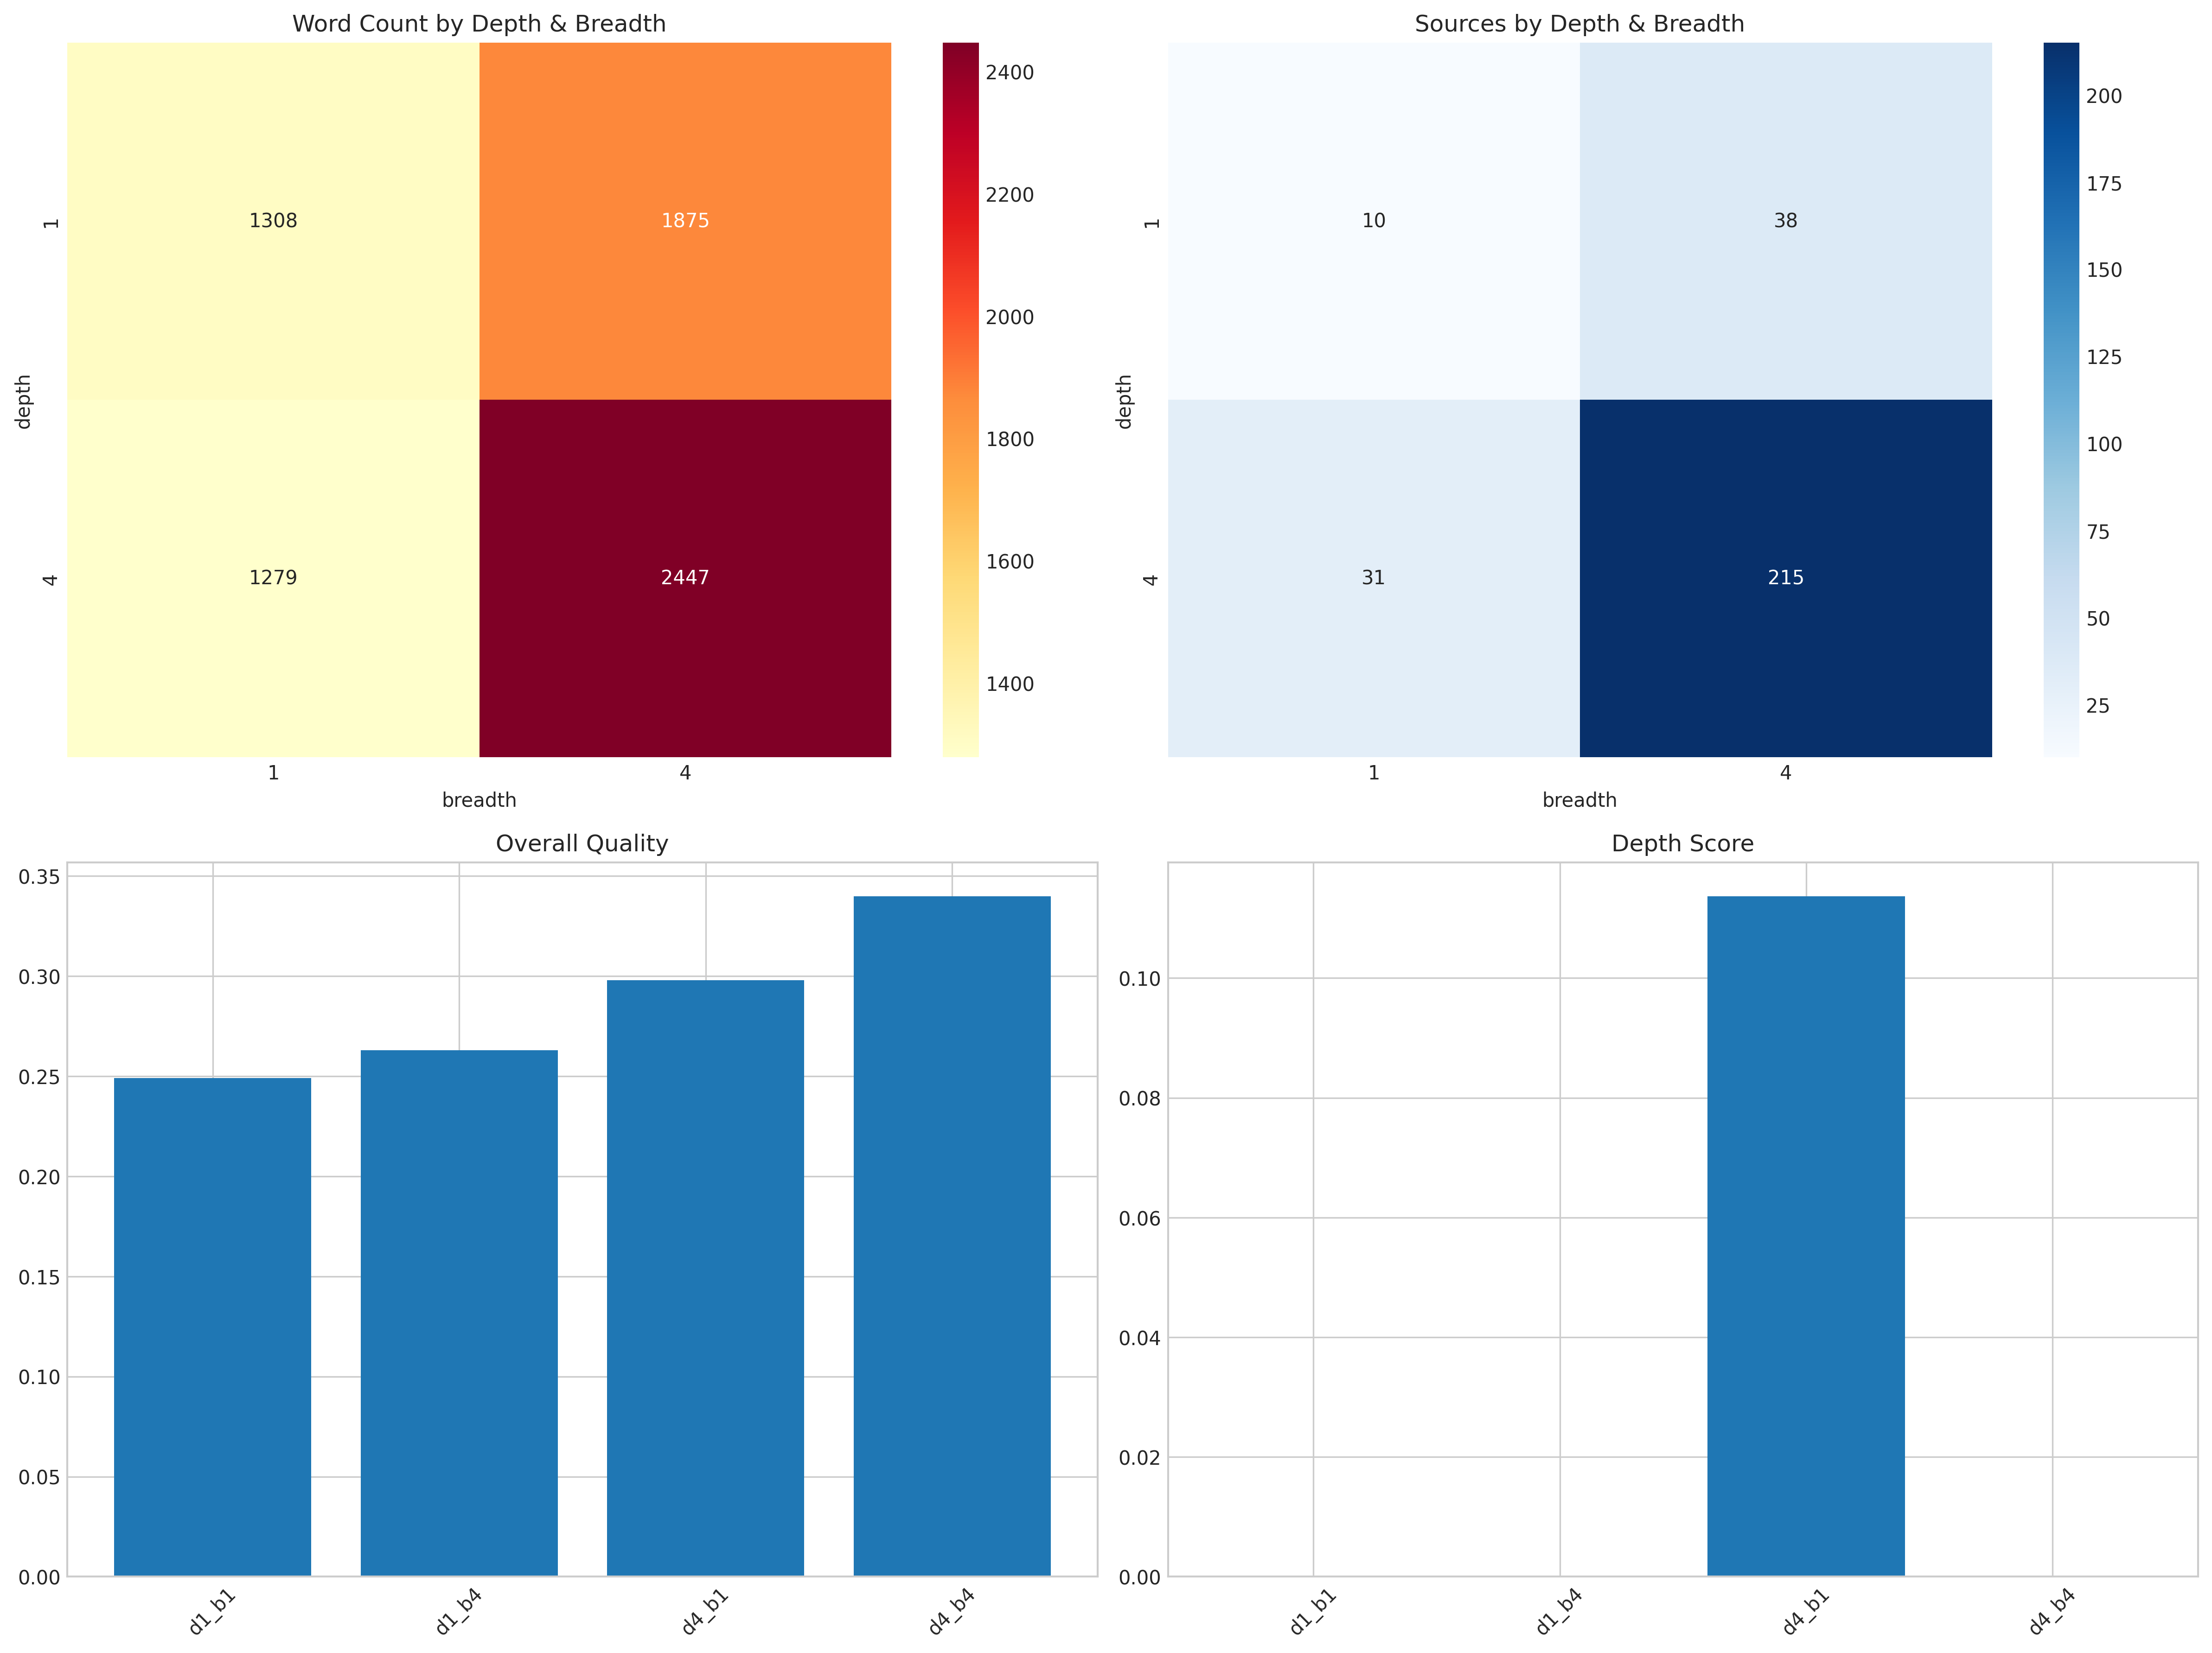 Word Count by Depth & Breadth
1308
1875
1279
2447
1
4
depth
1
4
breadth
2400
2200
2000
1800
1600
1400
Sources by Depth & Breadth
10
38
31
215
1
4
depth
1
4
breadth
200
175
150
125
100
75
50
25
Overall Quality
0.35
0.30
0.25
0.20
0.15
0.10
0.05
0.00
d1_b1
d1_b4
d4_b1
d4_b4
Depth Score
0.10
0.08
0.06
0.04
0.02
0.00
d1_b1
d1_b4
d4_b1
d4_b4